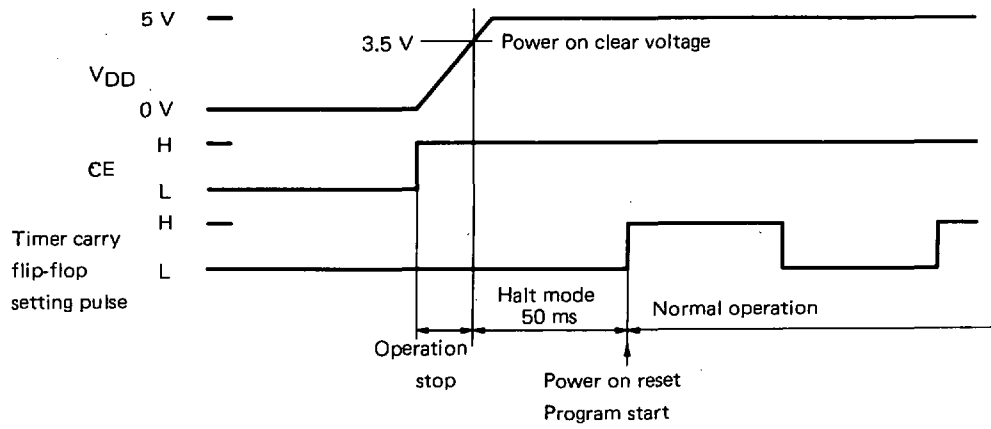 5 V
3.5 V
Power on clear voltage
VDD
0 V
H
CE
L
H
Timer carry
flip-flop
setting pulse
L
Halt mode
50 ms
Normal operation
Operation
stop
Power on reset
Program start